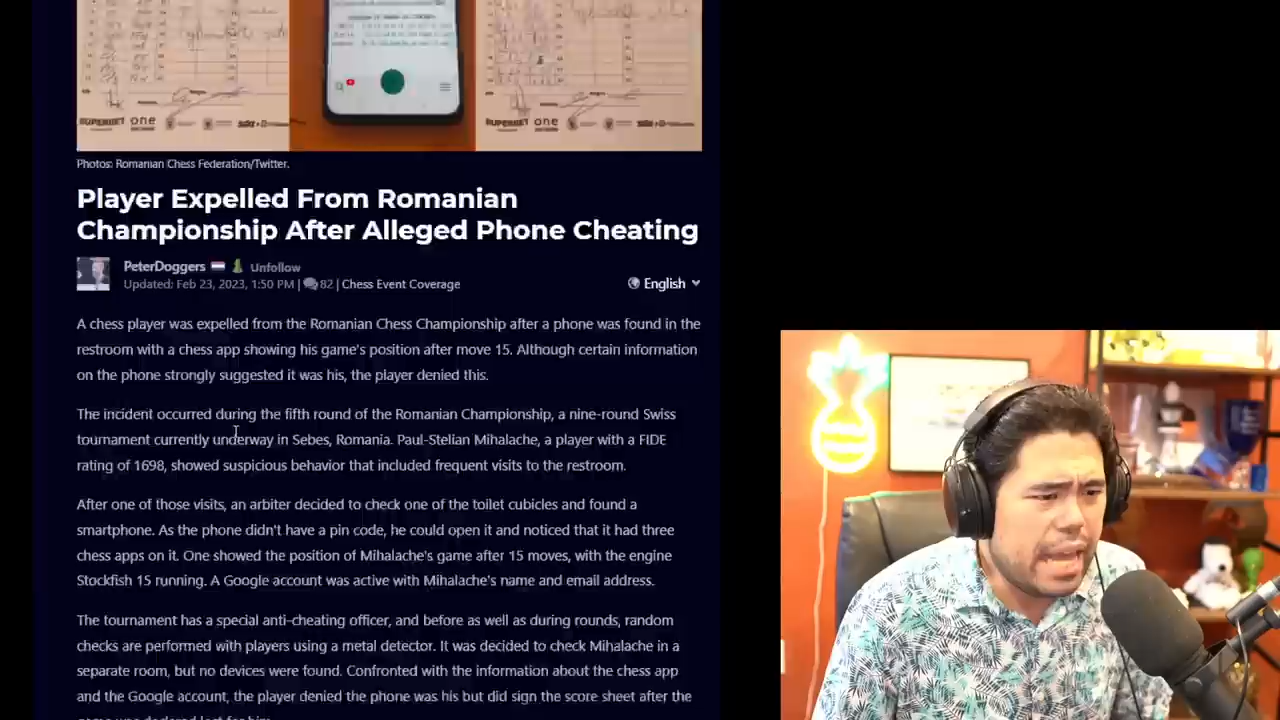 SUPERBET one
SUPERBET one
Photos: Romanian Chess Federation/Twitter.
Player Expelled From Romanian
Championship After Alleged Phone Cheating
PeterDoggers Unfollow
Updated: Feb 23, 2023, 1:50 PM | 82 | Chess Event Coverage
English
A chess player was expelled from the Romanian Chess Championship after a phone was found in the
restroom with a chess app showing his game's position after move 15. Although certain information
on the phone strongly suggested it was his, the player denied this.
The incident occurred during the fifth round of the Romanian Championship, a nine-round Swiss
tournament currently underway in Sebes, Romania. Paul-Stelian Mihalache, a player with a FIDE
rating of 1698, showed suspicious behavior that included frequent visits to the restroom.
After one of those visits, an arbiter decided to check one of the toilet cubicles and found a
smartphone. As the phone didn't have a pin code, he could open it and noticed that it had three
chess apps on it. One showed the position of Mihalache's game after 15 moves, with the engine
Stockfish 15 running. A Google account was active with Mihalache's name and email address.
The tournament has a special anti-cheating officer, and before as well as during rounds, random
checks are performed with players using a metal detector. It was decided to check Mihalache in a
separate room, but no devices were found. Confronted with the information about the chess app
and the Google account, the player denied the phone was his but did sign the score sheet after the
game was declared lost for him.